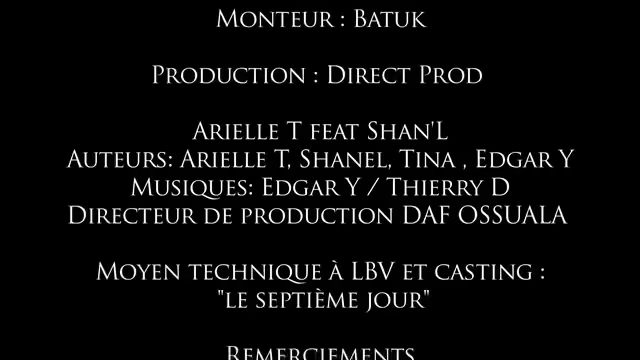 Monteur : Batuk
Production : Direct Prod
Arielle T feat Shan'L
Auteurs: Arielle T, Shanel, Tina , Edgar Y
Musiques: Edgar Y / Thierry D
Directeur de production DAF OSSUALA
Moyen technique à LBV et casting :
"le septième jour"
Remerciements